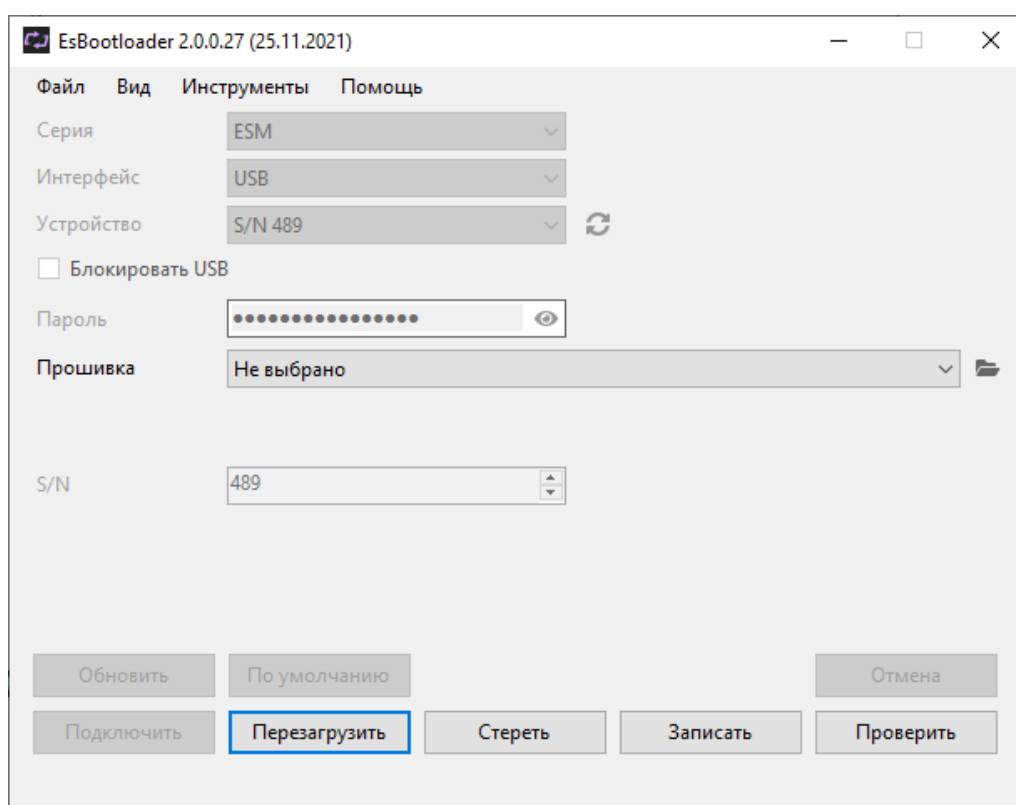 EsBootloader 2.0.0.27 (25.11.2021)
Файл Вид Инструменты Помощь
Серия ESM
Интерфейс USB
Устройство S/N 489
Блокировать USB
Пароль ●●●●●●●●●●●●●●●●
Прошивка Не выбрано
S/N 489
Обновить По умолчанию Отмена
Подключить Перезагрузить Стереть Записать Проверить